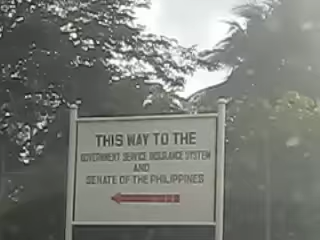 THIS WAY TO THE
GOVERNMENT SERVICE INSURANCE SYSTEM
AND
SENATE OF THE PHILIPPINES